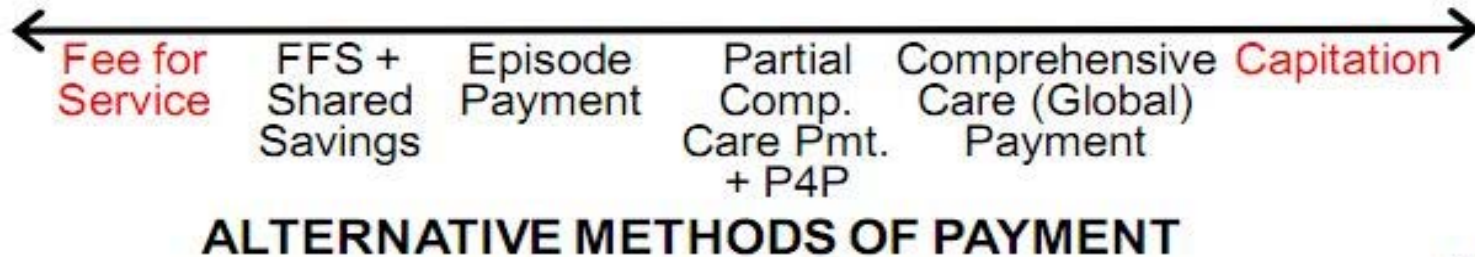 Fee for
Service
FFS +
Shared
Savings
Episode
Payment
Partial
Comp.
Care Pmt.
+ P4P
Comprehensive
Care (Global)
Payment
Capitation
ALTERNATIVE METHODS OF PAYMENT